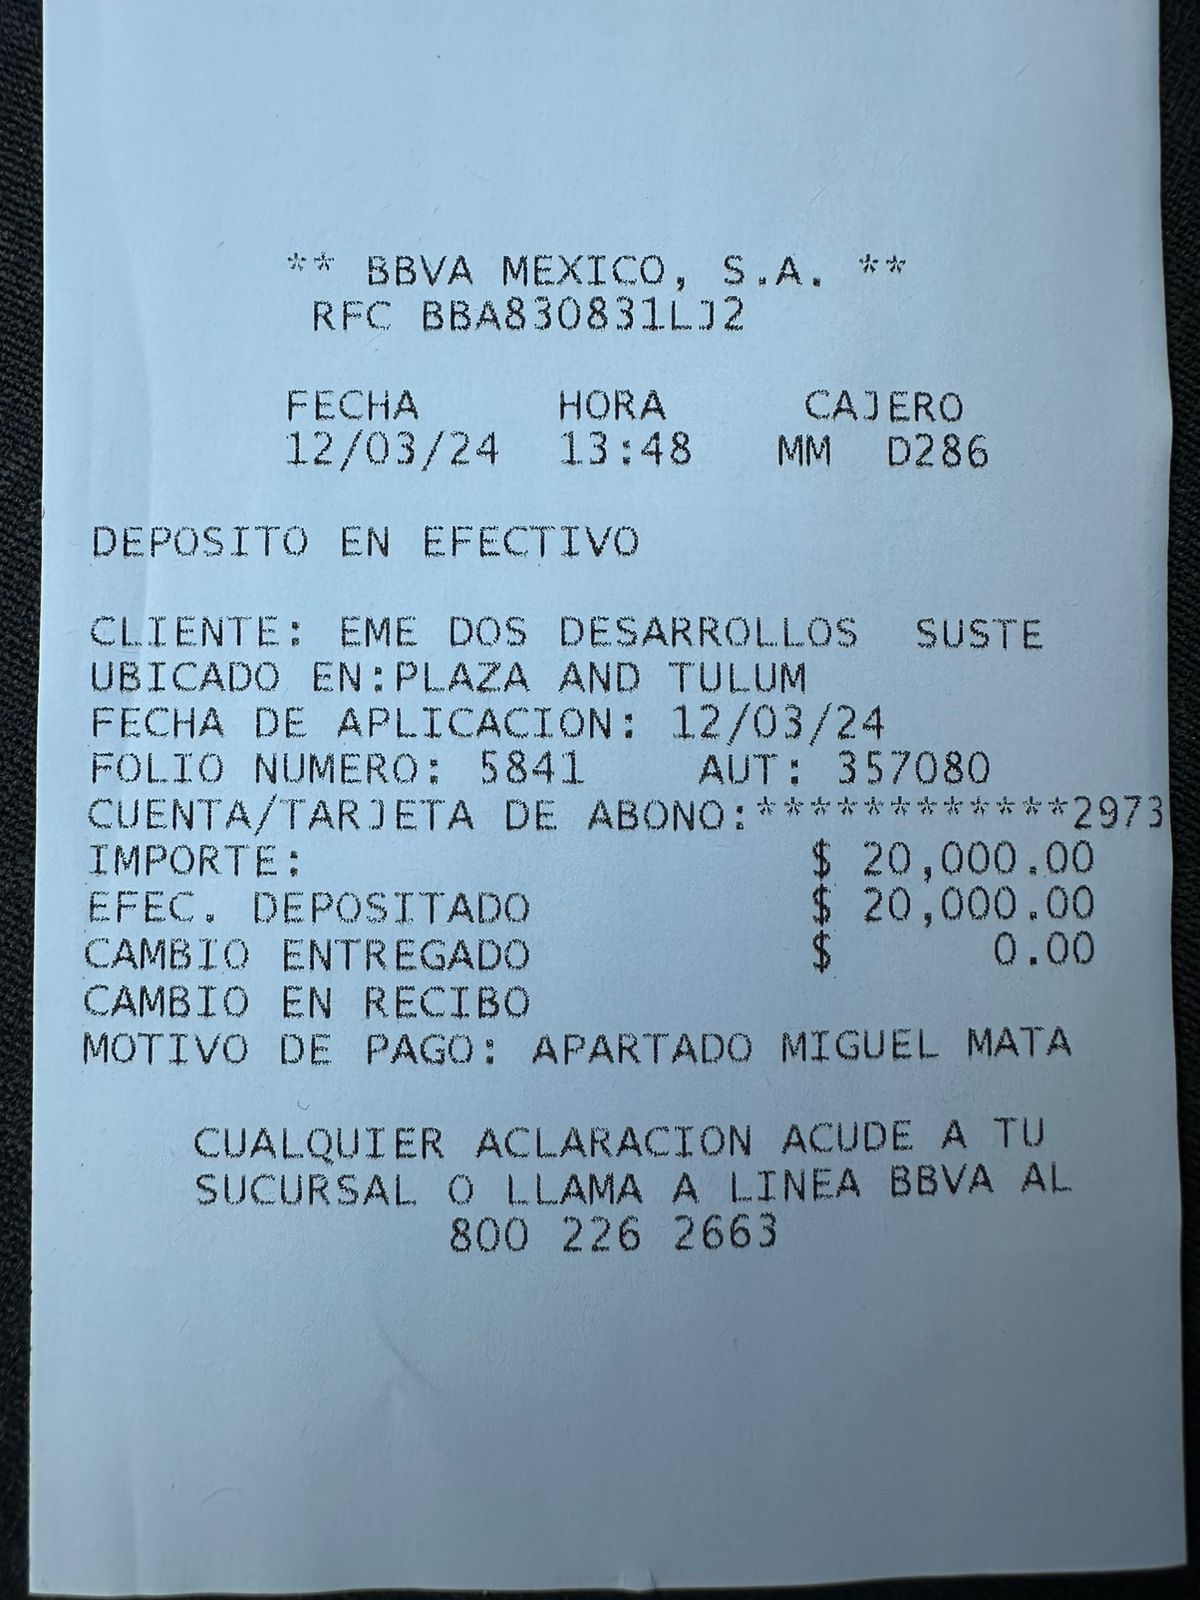 ** BBVA MEXICO, S.A. **
RFC BBA830831LJ2
FECHA HORA CAJERO
12/03/24 13:48 MM D286
DEPOSITO EN EFECTIVO
CLIENTE: EME DOS DESARROLLOS SUSTE
UBICADO EN:PLAZA AND TULUM
FECHA DE APLICACION: 12/03/24
FOLIO NUMERO: 5841 AUT: 357080
CUENTA/TARJETA DE ABONO:************2973
IMPORTE: $ 20,000.00
EFEC. DEPOSITADO $ 20,000.00
CAMBIO ENTREGADO $ 0.00
CAMBIO EN RECIBO
MOTIVO DE PAGO: APARTADO MIGUEL MATA
CUALQUIER ACLARACION ACUDE A TU
SUCURSAL O LLAMA A LINEA BBVA AL
800 226 2663